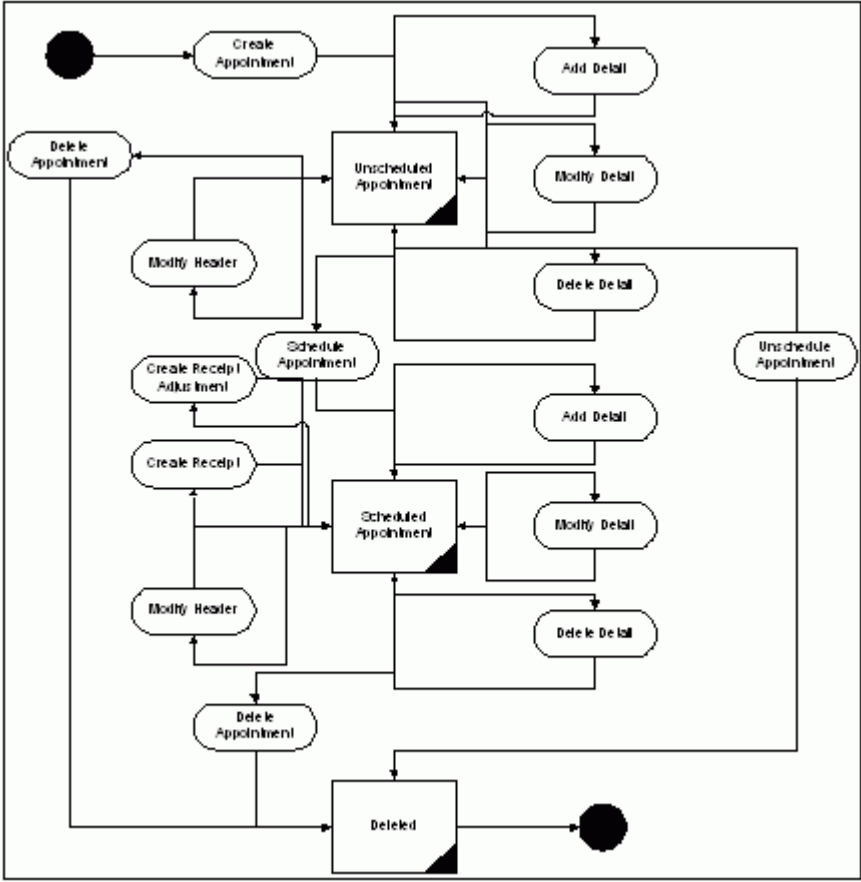 Create
Appointment
Add Detail
Delete
Appointment
Unscheduled
Appointment
Modify Detail
Modify Header
Delete Detail
Schedule
Appointment
Unschedule
Appointment
Create Receipt
Adjustment
Add Detail
Create Receipt
Scheduled
Appointment
Modify Detail
Modify Header
Delete Detail
Delete
Appointment
Deleted